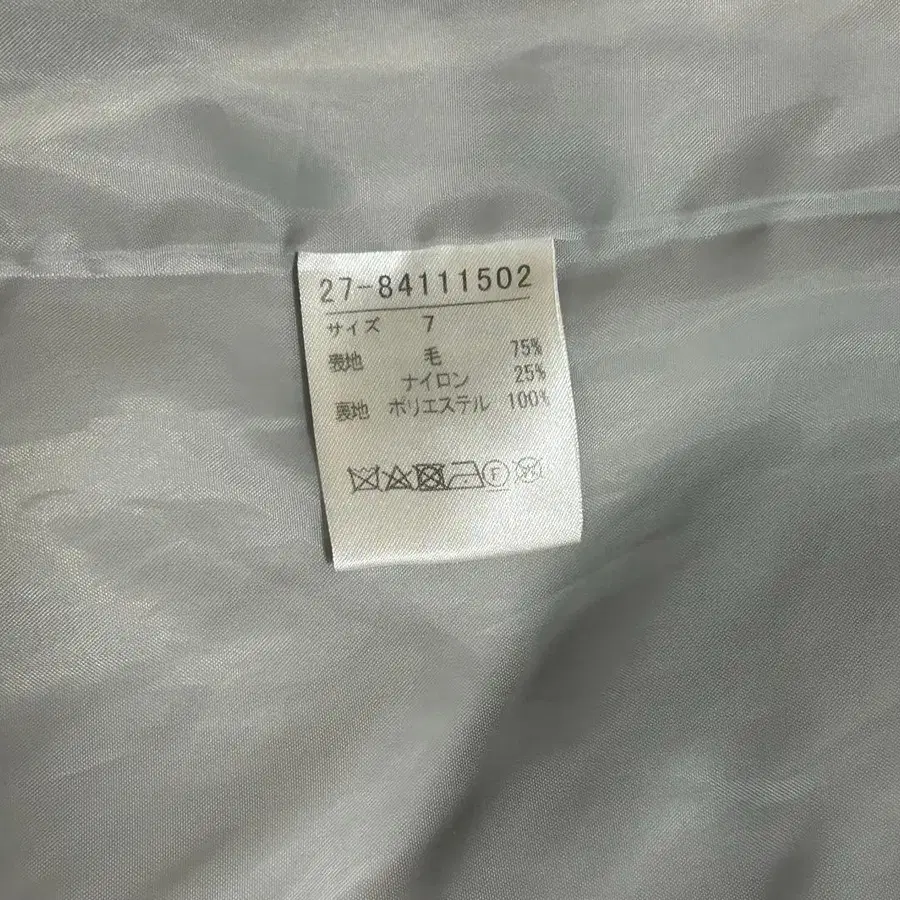 27-84111502
サイズ 7
表地 毛 75%
ナイロン 25%
裏地 ポリエステル 100%
F W